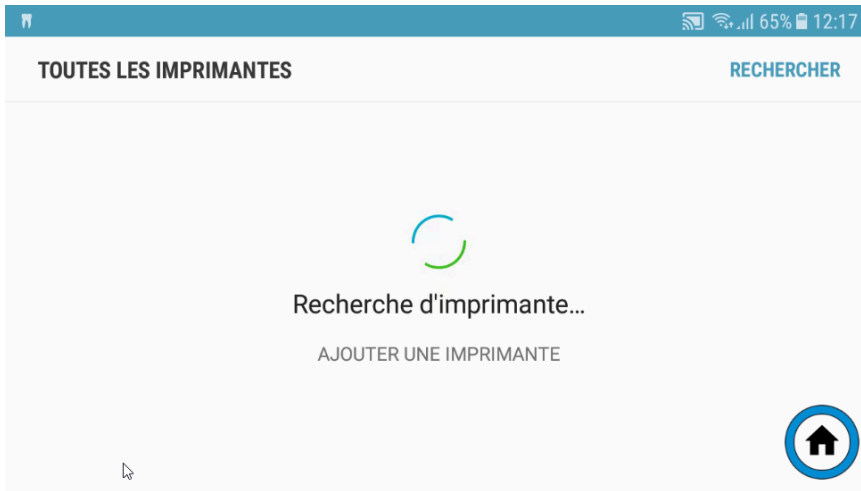 65% 12:17
TOUTES LES IMPRIMANTES
RECHERCHER
Recherche d'imprimante...
AJOUTER UNE IMPRIMANTE